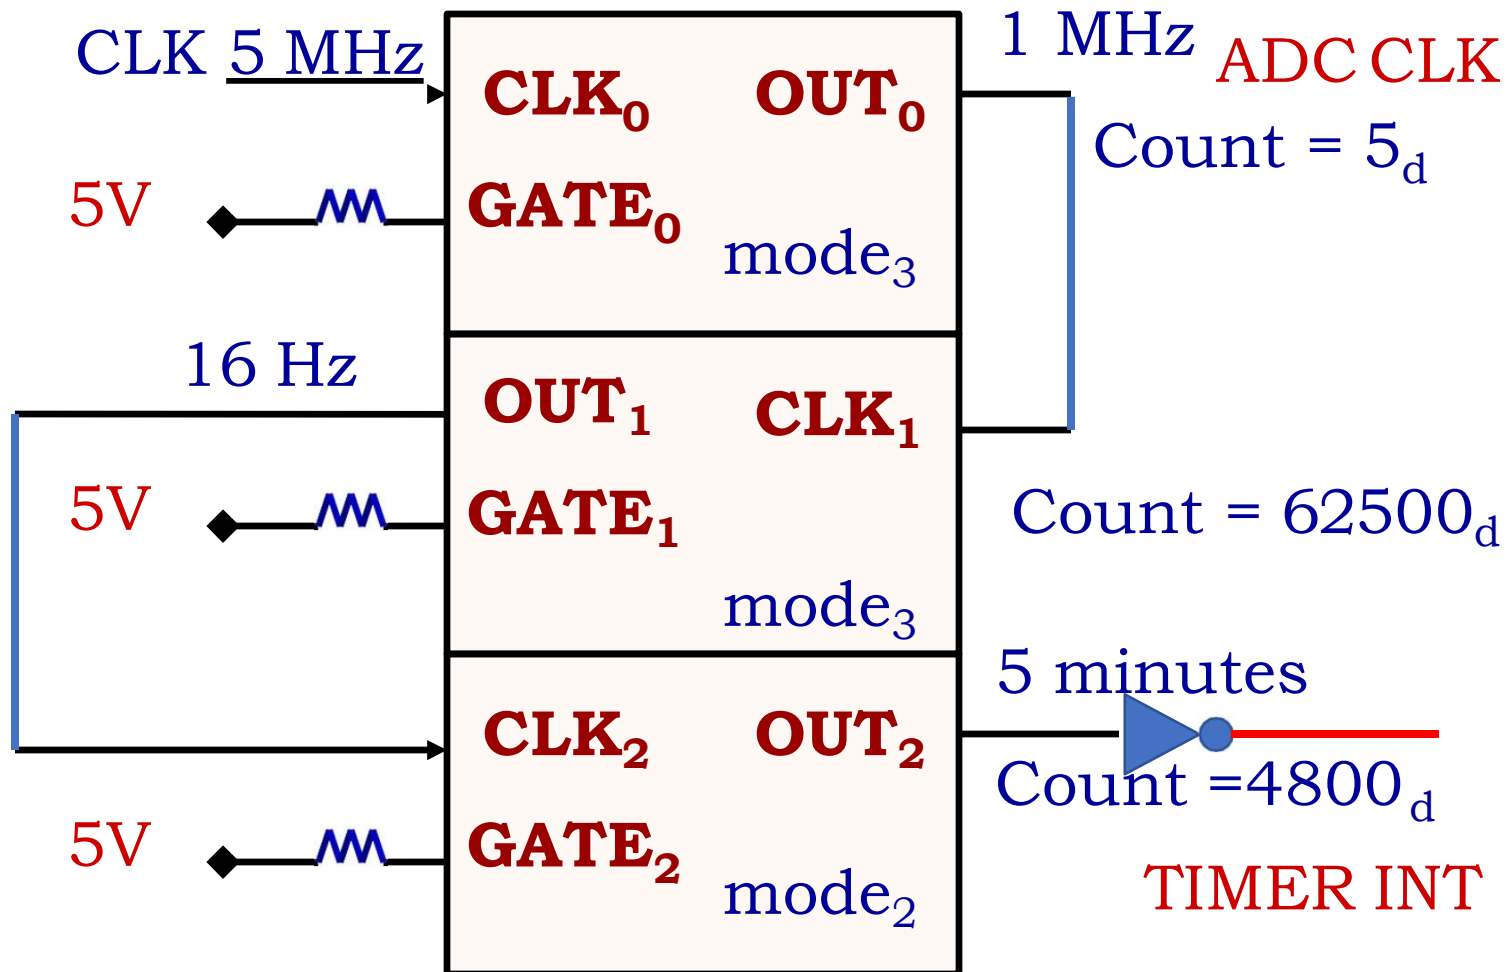 CLK 5 MHz
CLK0 OUT0
1 MHz ADC CLK
Count = 5d
5V
GATE0
mode3
16 Hz
OUT1 CLK1
5V
GATE1
Count = 62500d
mode3
5 minutes
CLK2 OUT2
Count =4800d
5V
GATE2
mode2
TIMER INT